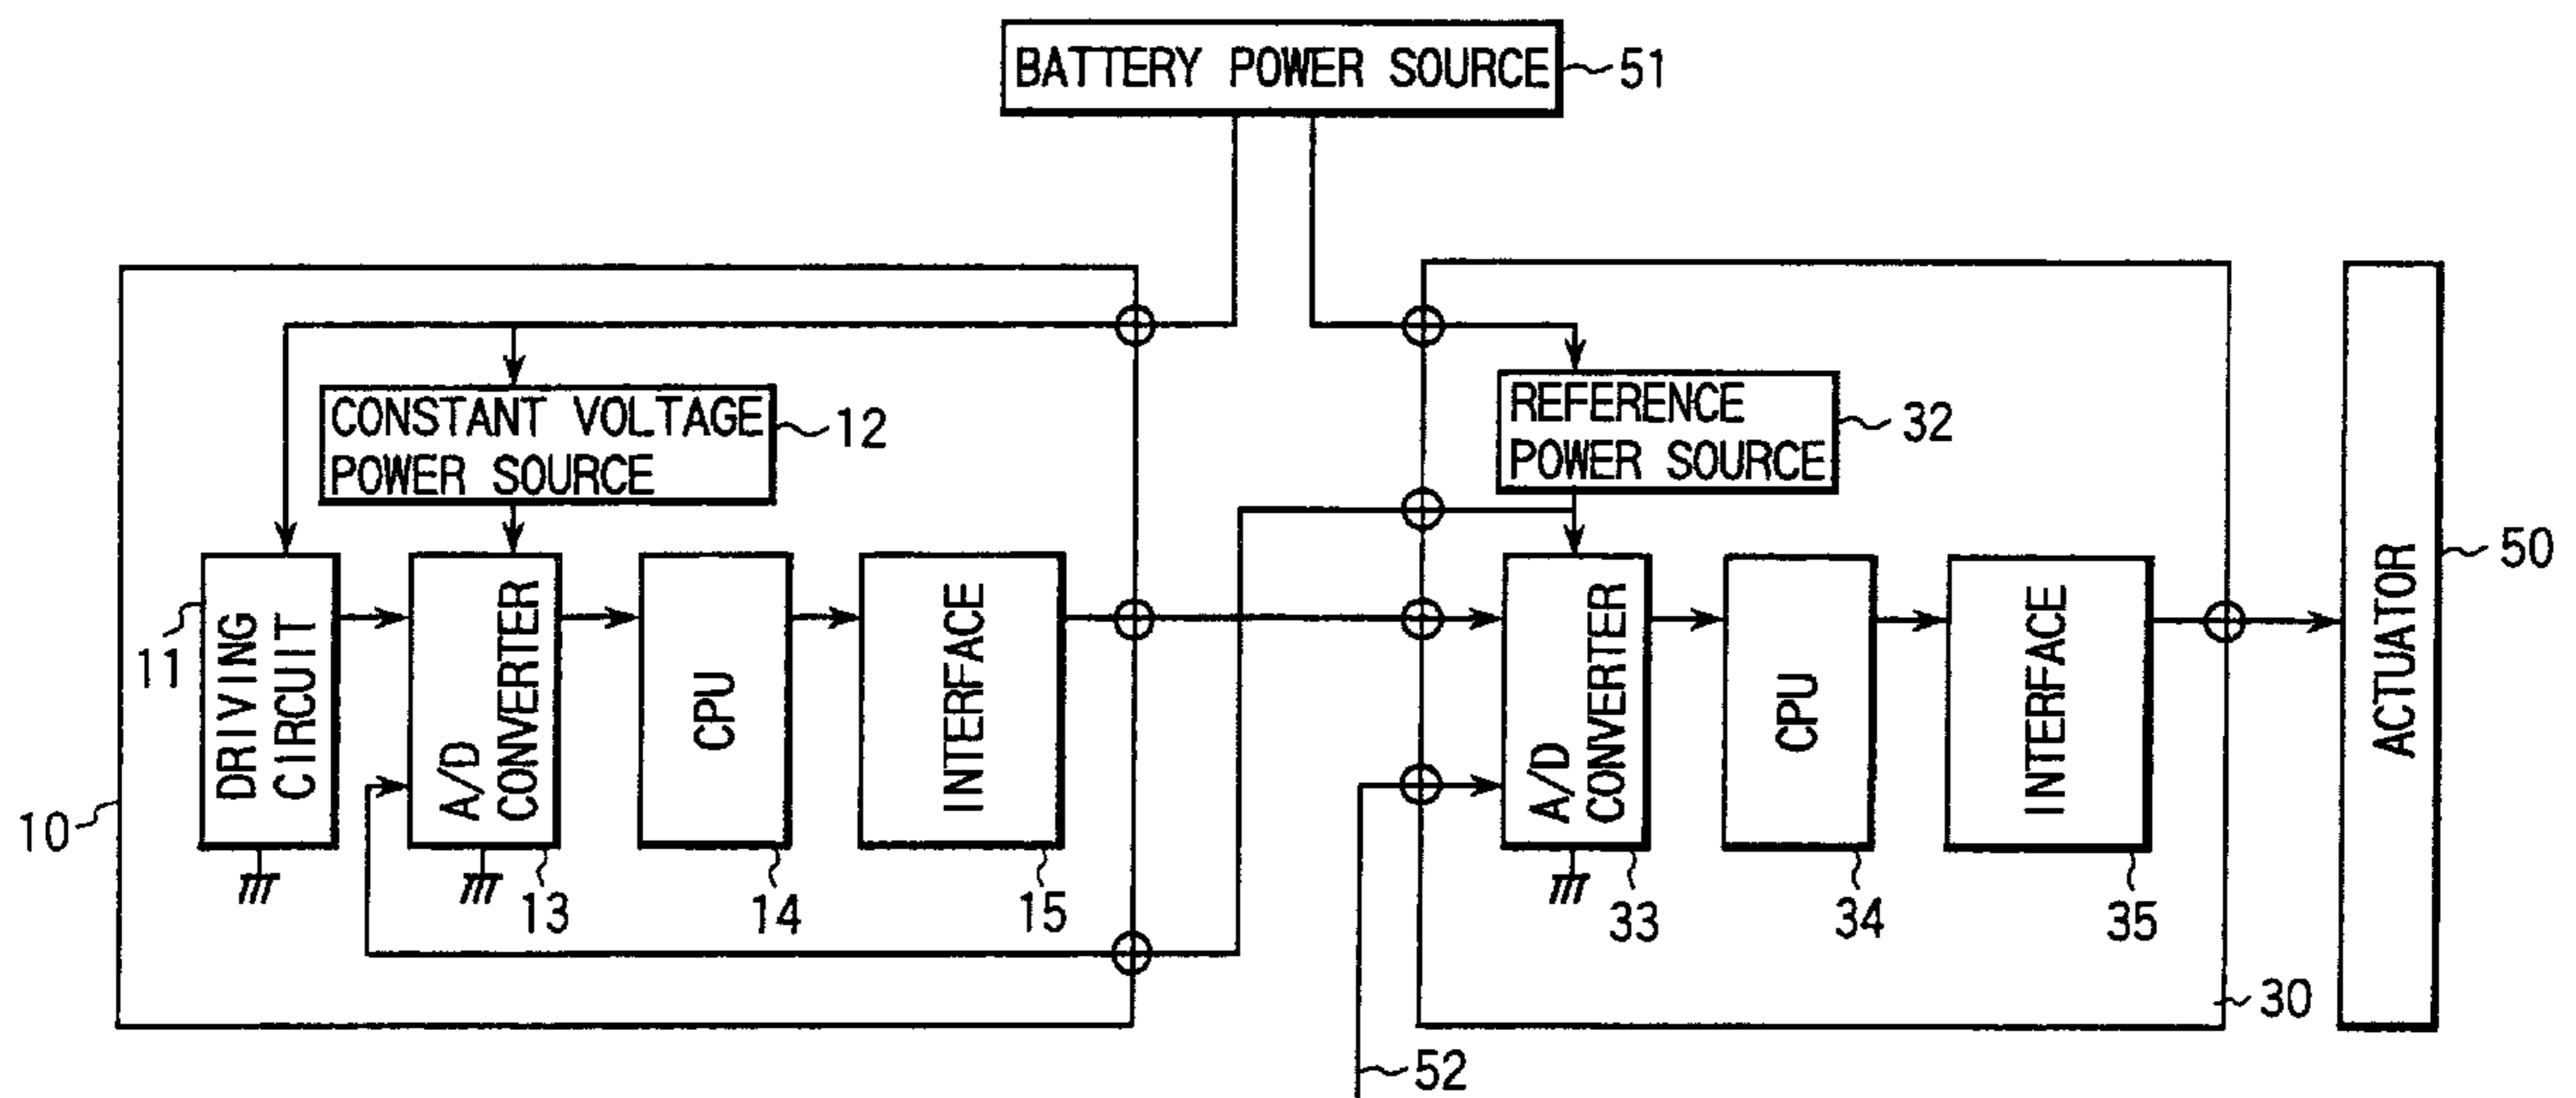 BATTERY POWER SOURCE
51
CONSTANT VOLTAGE
POWER SOURCE
12
REFERENCE
POWER SOURCE
32
11
DRIVING
CIRCUIT
A/D
CONVERTER
CPU
INTERFACE
A/D
CONVERTER
CPU
INTERFACE
ACTUATOR
50
10
13
14
15
33
34
35
30
52